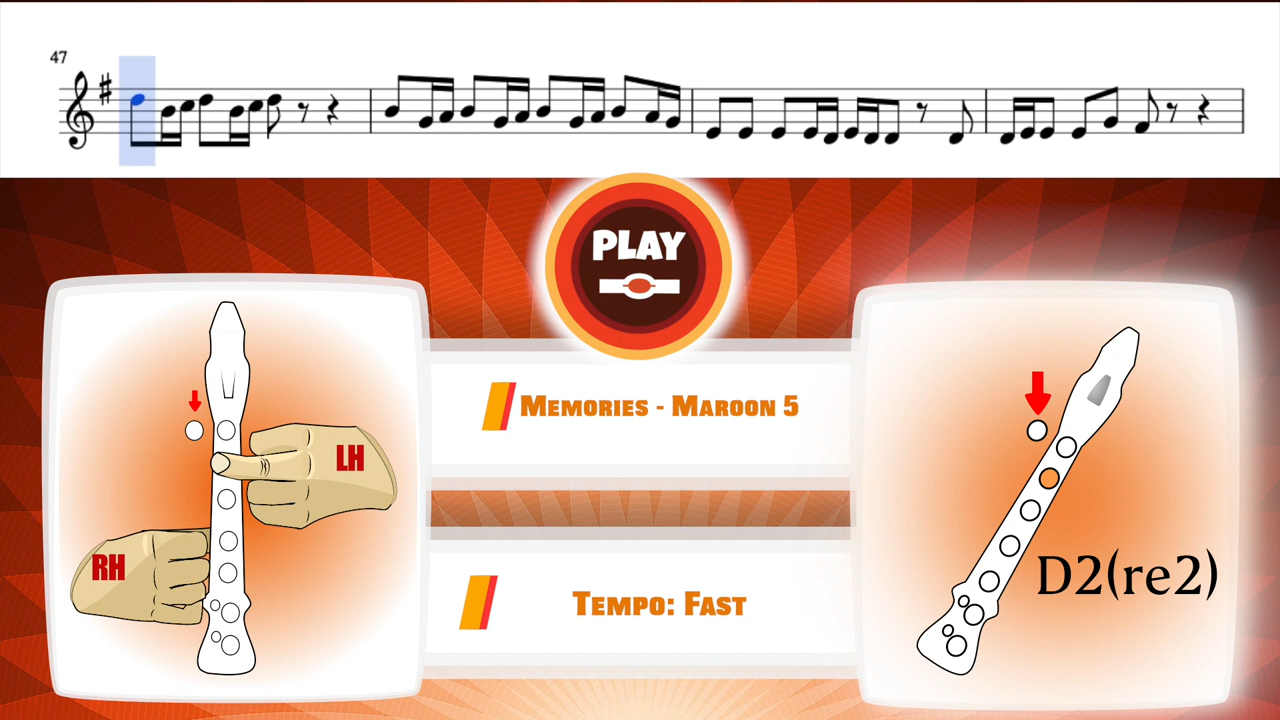 47
PLAY
LH
RH
Memories - Maroon 5
Tempo: Fast
D2(re2)